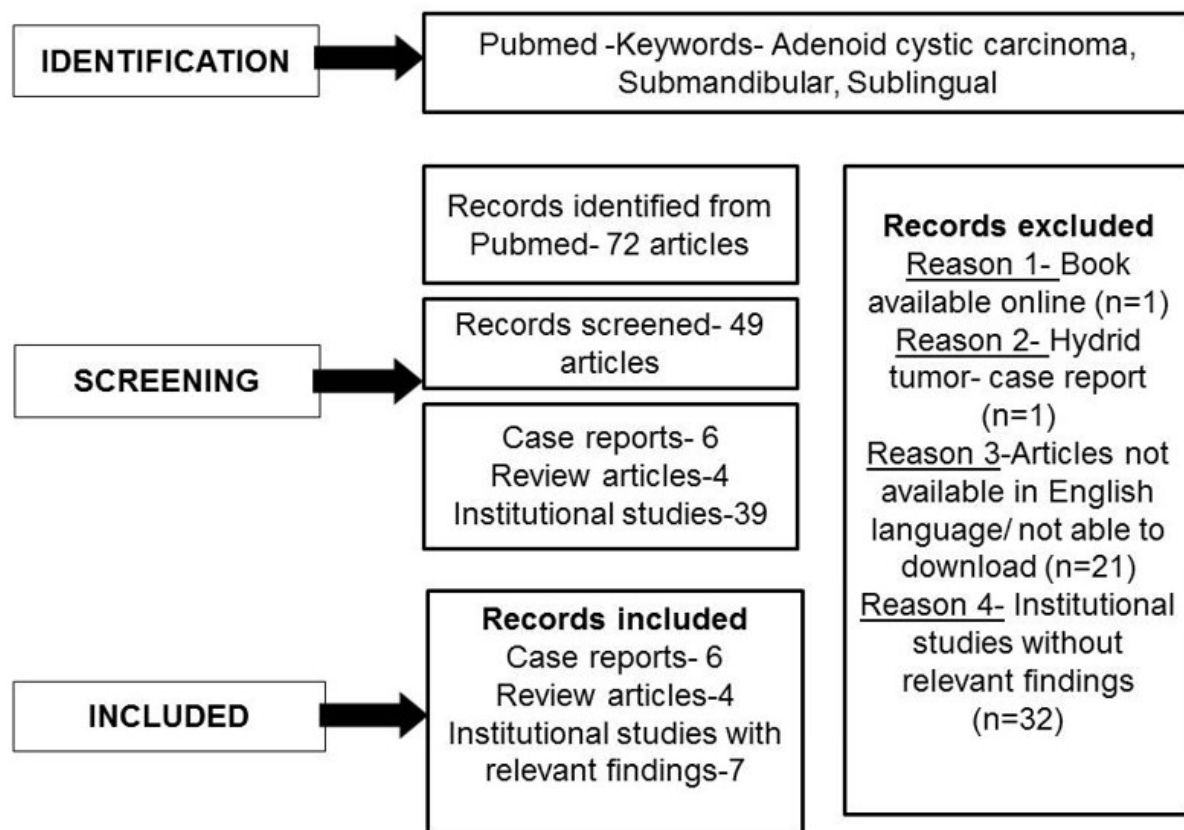 IDENTIFICATION
Pubmed -Keywords- Adenoid cystic carcinoma,
Submandibular, Sublingual
SCREENING
Records identified from
Pubmed- 72 articles
Records screened- 49
articles
Case reports- 6
Review articles-4
Institutional studies-39
Records excluded
Reason 1- Book
available online (n=1)
Reason 2- Hydrid
tumor- case report
(n=1)
Reason 3-Articles not
available in English
language/ not able to
download (n=21)
Reason 4- Institutional
studies without
relevant findings
(n=32)
INCLUDED
Records included
Case reports- 6
Review articles-4
Institutional studies with
relevant findings-7